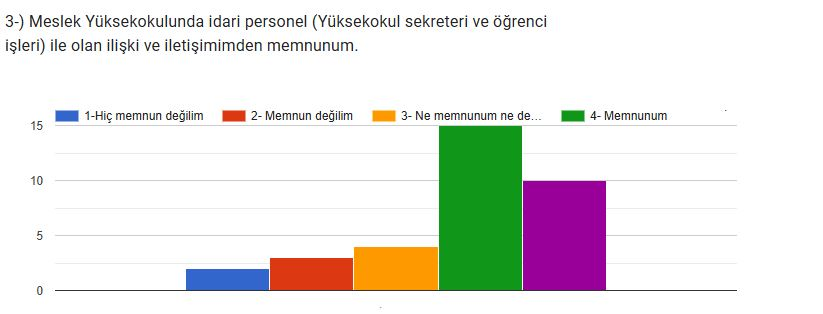 3-) Meslek Yüksekokulunda idari personel (Yüksekokul sekreteri ve öğrenci
işleri) ile olan ilişki ve iletişimimden memnunum.
1-Hiç memnun değilim 2- Memnun değilim 3- Ne memnunum ne de... 4- Memnunum
15
10
5
0